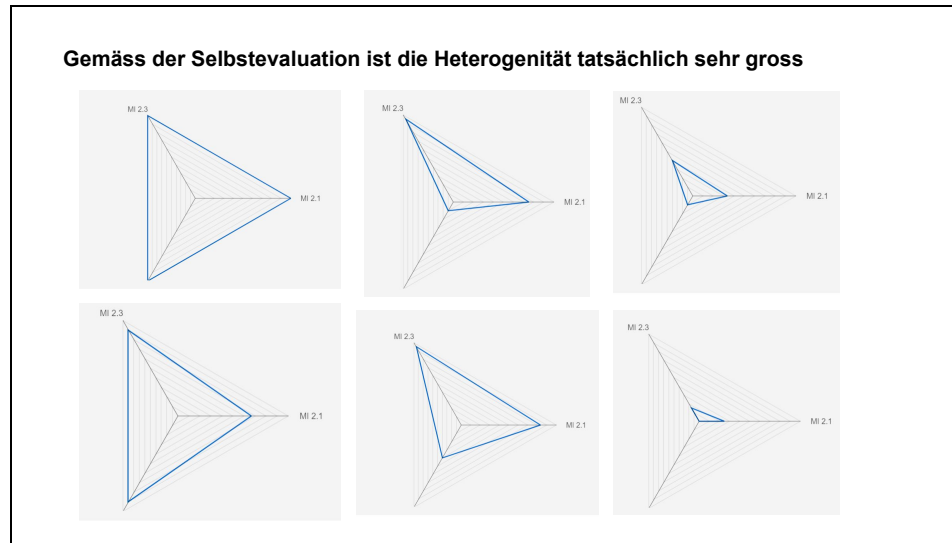 Gemäss der Selbstevaluation ist die Heterogenität tatsächlich sehr gross
MI 2.3
MI 2.1
MI 2.3
MI 2.1
MI 2.3
MI 2.1
MI 2.3
MI 2.1
MI 2.3
MI 2.1
MI 2.3
MI 2.1